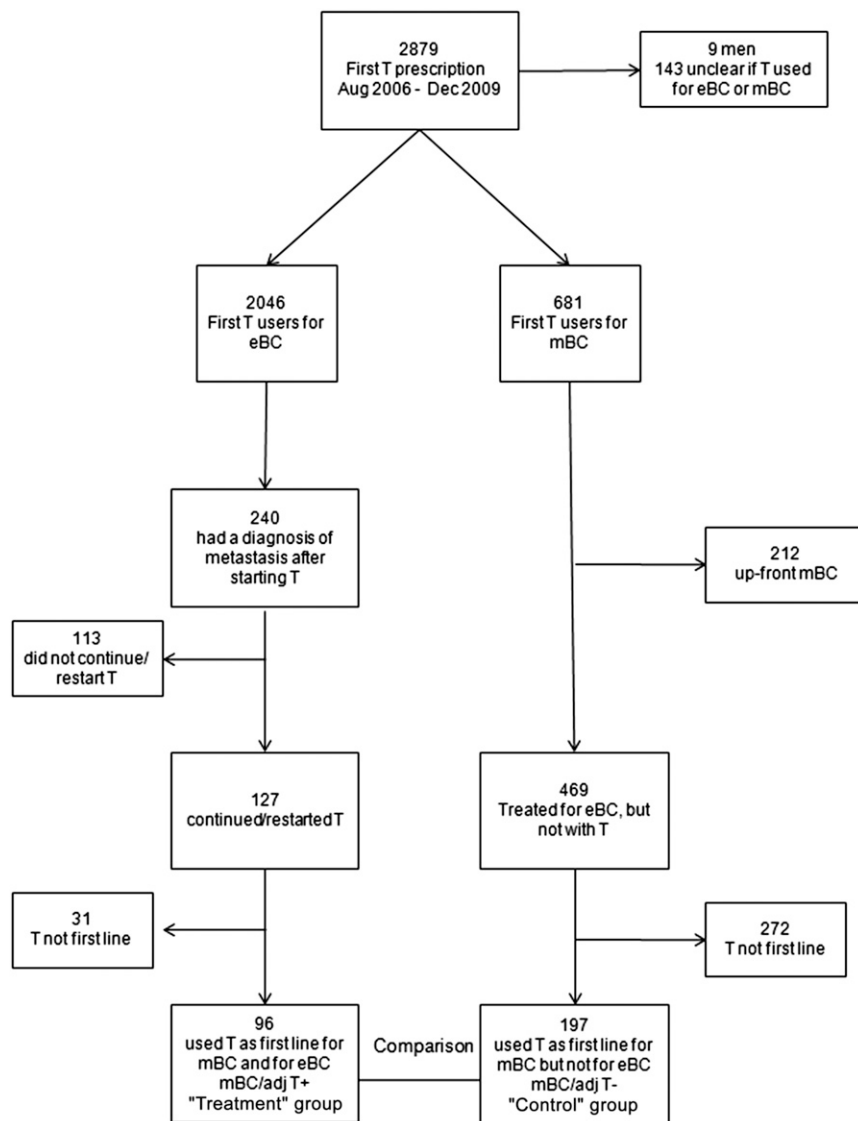 2879
First T prescription
Aug 2006 - Dec 2009
9 men
143 unclear if T used
for eBC or mBC
2046
First T users for
eBC
681
First T users for
mBC
240
had a diagnosis of
metastasis after
starting T
212
up-front mBC
113
did not continue/
restart T
127
continued/restarted T
469
Treated for eBC, but
not with T
31
T not first line
272
T not first line
96
used T as first line for
mBC and for eBC
mBC/adj T+
"Treatment" group
Comparison
197
used T as first line for
mBC but not for eBC
mBC/adj T-
"Control" group